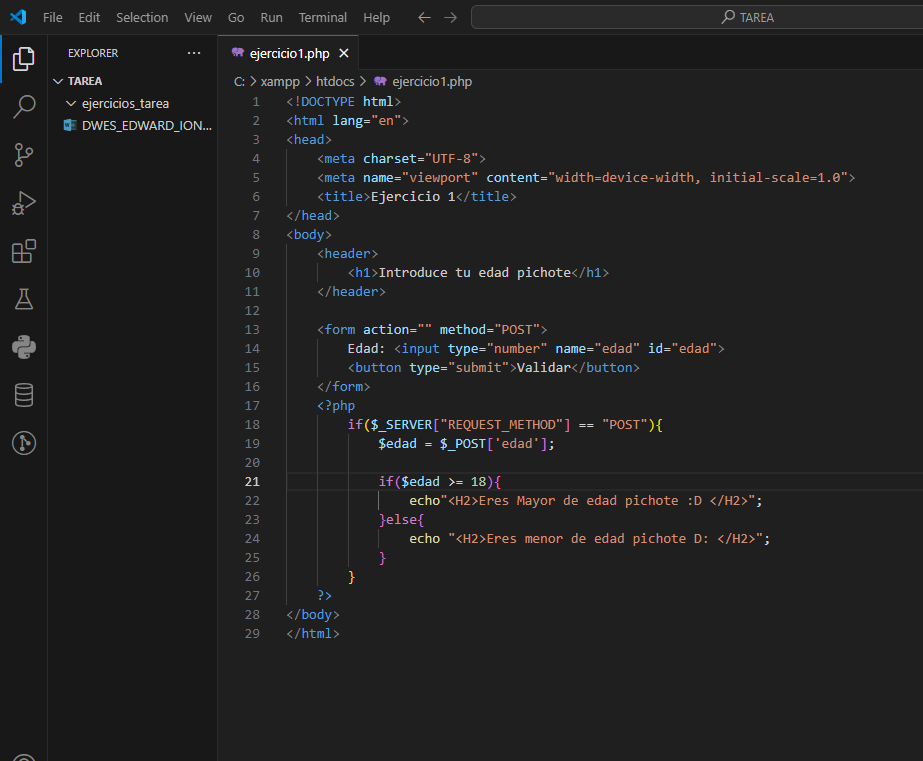 File Edit Selection View Go Run Terminal Help TAREA
EXPLORER ···
TAREA
ejercicios_tarea
DWES_EDWARD_ION...
ejercicio1.php
C: > xampp > htdocs > ejercicio1.php
1 <!DOCTYPE html>
2 <html lang="en">
3 <head>
4 <meta charset="UTF-8">
5 <meta name="viewport" content="width=device-width, initial-scale=1.0">
6 <title>Ejercicio 1</title>
7 </head>
8 <body>
9 <header>
10 <h1>Introduce tu edad pichote</h1>
11 </header>
12
13 <form action="" method="POST">
14 Edad: <input type="number" name="edad" id="edad">
15 <button type="submit">Validar</button>
16 </form>
17 <?php
18 if($_SERVER["REQUEST_METHOD"] == "POST"){
19 $edad = $_POST['edad'];
20
21 if($edad >= 18){
22 echo"<H2>Eres Mayor de edad pichote :D </H2>";
23 }else{
24 echo "<H2>Eres menor de edad pichote D: </H2>";
25 }
26 }
27 ?>
28 </body>
29 </html>